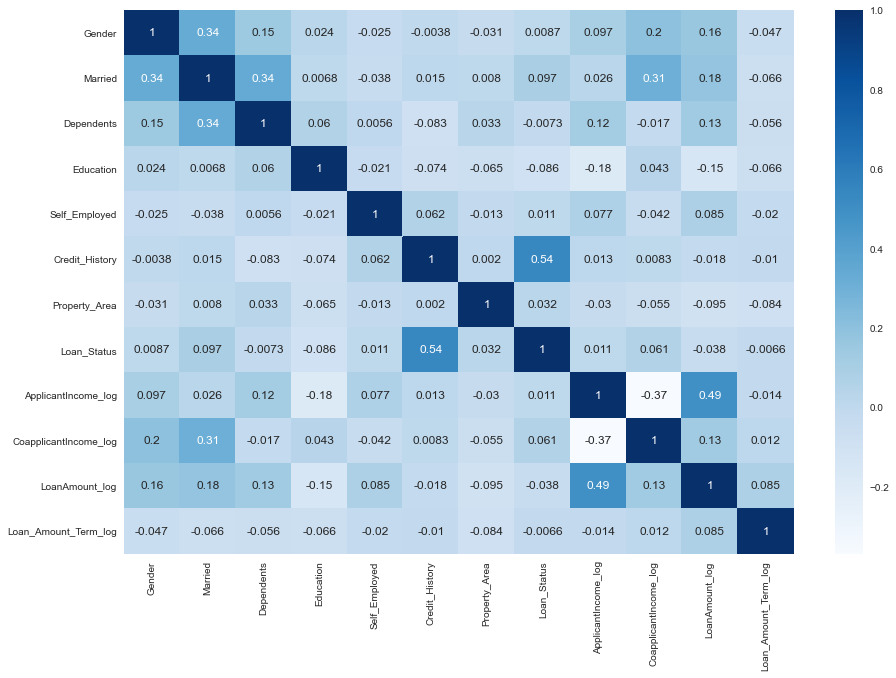 Gender 1 0.34 0.15 0.024 -0.025 -0.0038 -0.031 0.0087 0.097 0.2 0.16 -0.047
Married 0.34 1 0.34 0.0068 -0.038 0.015 0.008 0.097 0.026 0.31 0.18 -0.066
Dependents 0.15 0.34 1 0.06 0.0056 -0.083 0.033 -0.0073 0.12 -0.017 0.13 -0.056
Education 0.024 0.0068 0.06 1 -0.021 -0.074 -0.065 -0.086 -0.18 0.043 -0.15 -0.066
Self_Employed -0.025 -0.038 0.0056 -0.021 1 0.062 -0.013 0.011 0.077 -0.042 0.085 -0.02
Credit_History -0.0038 0.015 -0.083 -0.074 0.062 1 0.002 0.54 0.013 0.0083 -0.018 -0.01
Property_Area -0.031 0.008 0.033 -0.065 -0.013 0.002 1 0.032 -0.03 -0.055 -0.095 -0.084
Loan_Status 0.0087 0.097 -0.0073 -0.086 0.011 0.54 0.032 1 0.011 0.061 -0.038 -0.0066
ApplicantIncome_log 0.097 0.026 0.12 -0.18 0.077 0.013 -0.03 0.011 1 -0.37 0.49 -0.014
CoapplicantIncome_log 0.2 0.31 -0.017 0.043 -0.042 0.0083 -0.055 0.061 -0.37 1 0.13 0.012
LoanAmount_log 0.16 0.18 0.13 -0.15 0.085 -0.018 -0.095 -0.038 0.49 0.13 1 0.085
Loan_Amount_Term_log -0.047 -0.066 -0.056 -0.066 -0.02 -0.01 -0.084 -0.0066 -0.014 0.012 0.085 1
Gender
Married
Dependents
Education
Self_Employed
Credit_History
Property_Area
Loan_Status
ApplicantIncome_log
CoapplicantIncome_log
LoanAmount_log
Loan_Amount_Term_log
1.0
0.8
0.6
0.4
0.2
0.0
−0.2